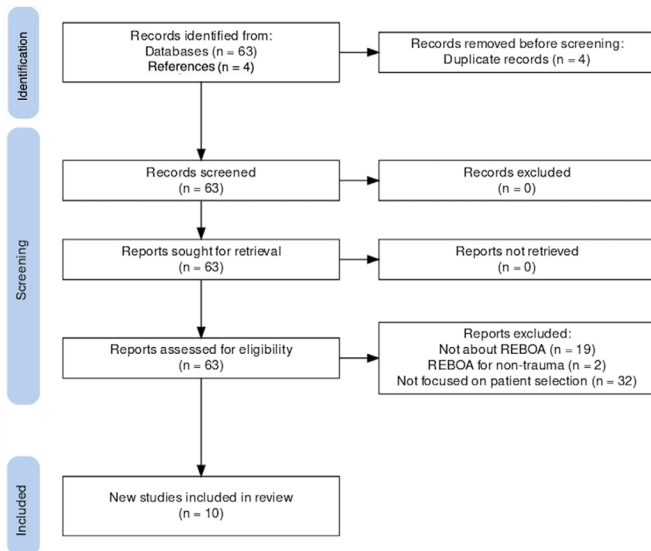 Identification
Records identified from:
Databases (n = 63)
References (n = 4)
Records removed before screening:
Duplicate records (n = 4)
Screening
Records screened
(n = 63)
Records excluded
(n = 0)
Reports sought for retrieval
(n = 63)
Reports not retrieved
(n = 0)
Reports assessed for eligibility
(n = 63)
Reports excluded:
Not about REBOA (n = 19)
REBOA for non-trauma (n = 2)
Not focused on patient selection (n = 32)
Included
New studies included in review
(n = 10)